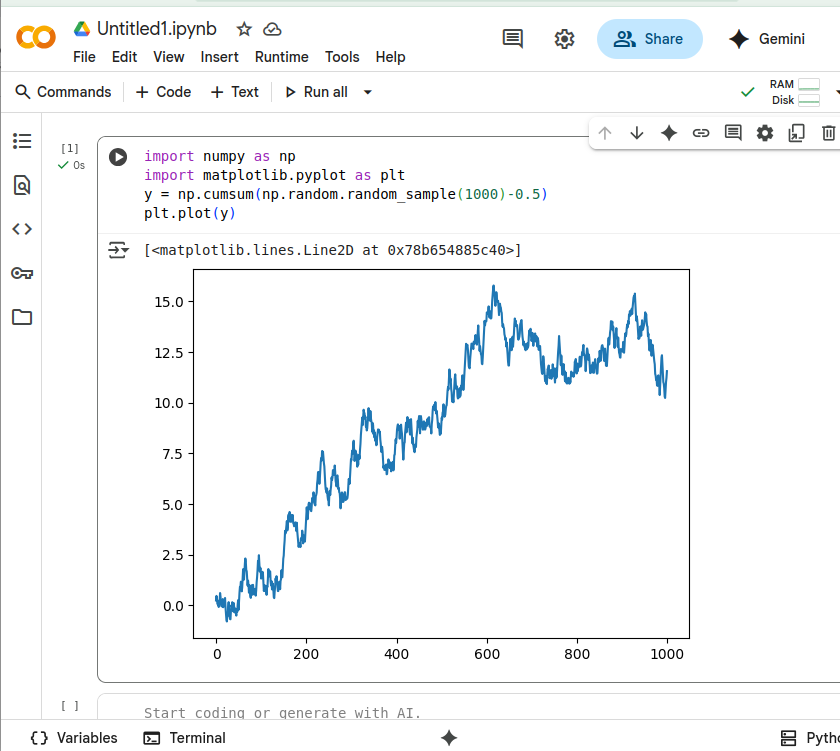 Untitled1.ipynb
File Edit View Insert Runtime Tools Help
Share
Gemini
Commands + Code + Text Run all
RAM
Disk
[1]
0s
import numpy as np
import matplotlib.pyplot as plt
y = np.cumsum(np.random.random_sample(1000)-0.5)
plt.plot(y)
[<matplotlib.lines.Line2D at 0x78b654885c40>]
15.0
12.5
10.0
7.5
5.0
2.5
0.0
0 200 400 600 800 1000
[ ]
Start coding or generate with AI.
Variables Terminal